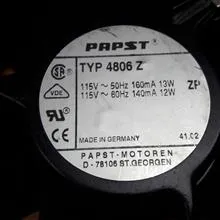 PAPST
TYP 4806 Z
115V ~ 50Hz 160mA 13W
115V ~ 60Hz 140mA 12W
ZP
VDE
MADE IN GERMANY
41.02
PAPST-MOTOREN
D - 78106 ST.GEORGEN